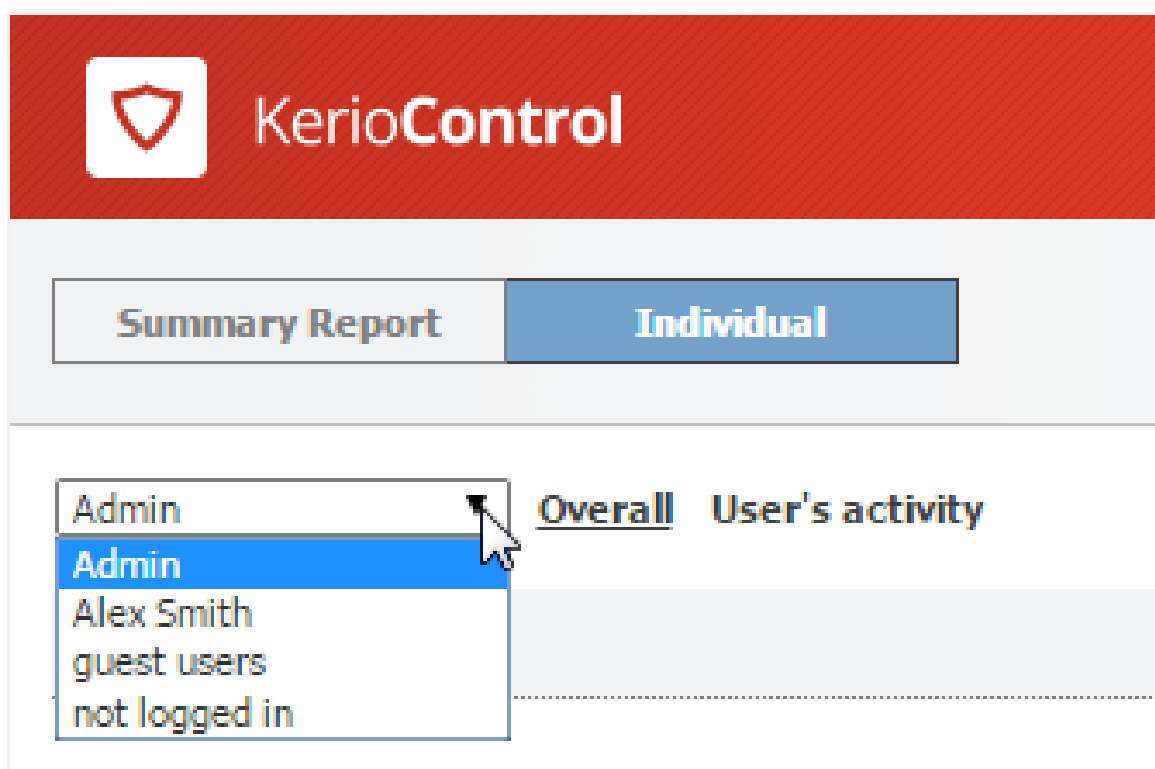 KerioControl
Summary Report Individual
Admin Overall User's activity
Admin
Alex Smith
guest users
not logged in